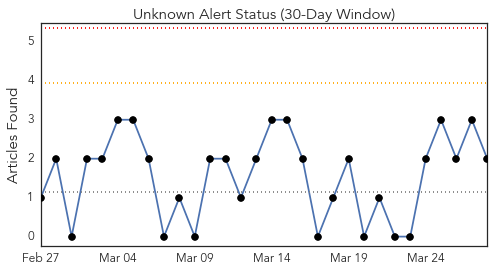 Unknown Alert Status (30-Day Window)
Articles Found
5
4
3
2
1
0
Feb 27 Mar 04 Mar 09 Mar 14 Mar 19 Mar 24